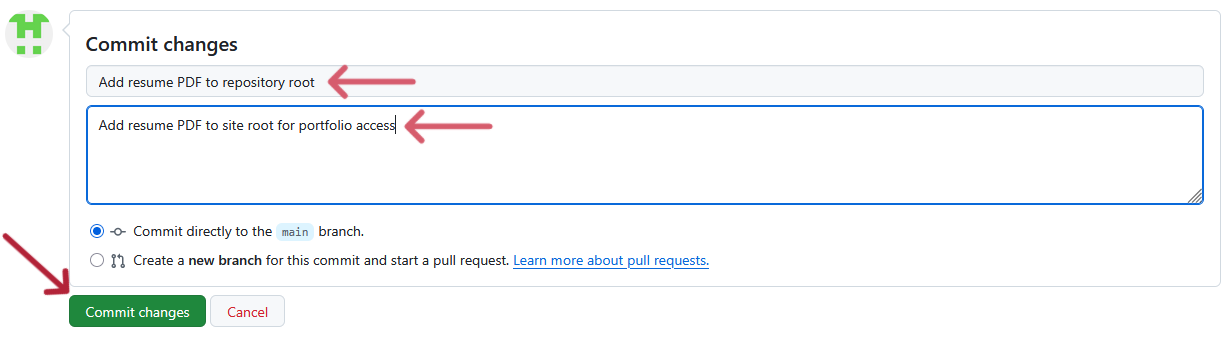 Commit changes
Add resume PDF to repository root
Add resume PDF to site root for portfolio access
Commit directly to the main branch.
Create a new branch for this commit and start a pull request. Learn more about pull requests.
Commit changes Cancel